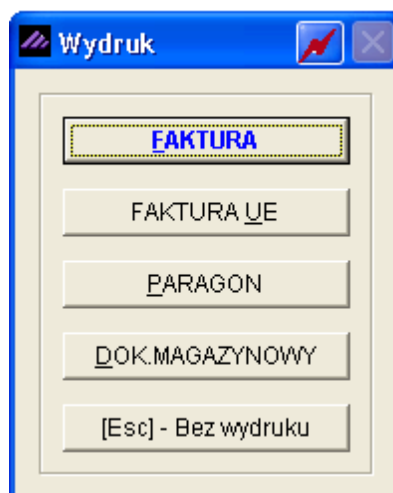 Wydruk
FAKTURA
FAKTURA UE
PARAGON
DOK.MAGAZYNOWY
[Esc] - Bez wydruku